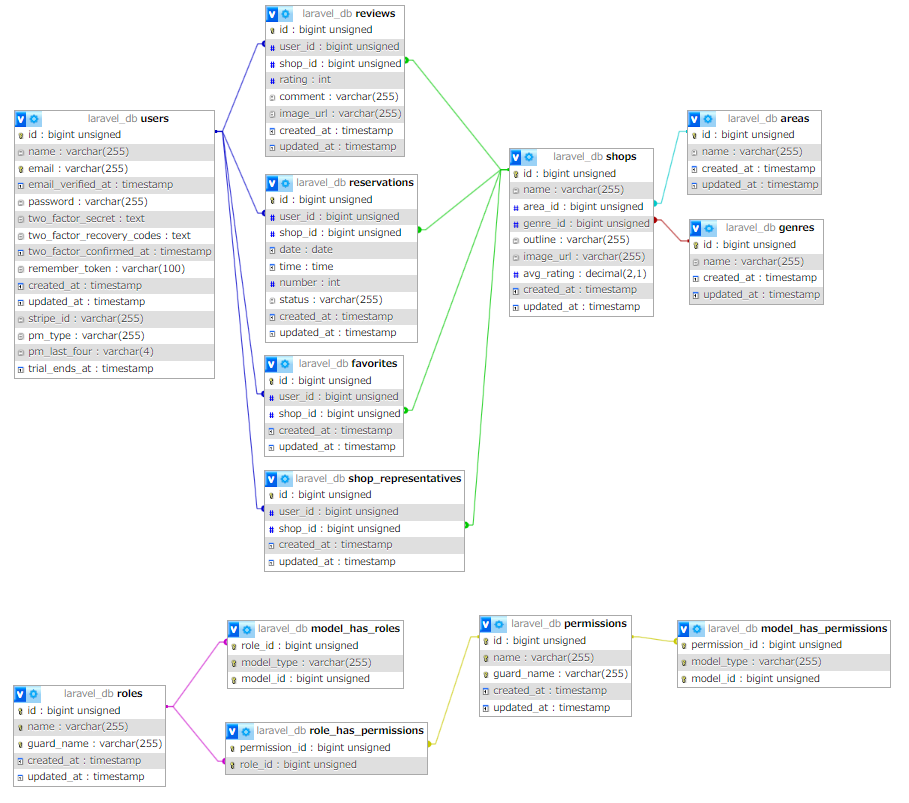 laravel_db reviews
id : bigint unsigned
user_id : bigint unsigned
shop_id : bigint unsigned
rating : int
comment : varchar(255)
image_url : varchar(255)
created_at : timestamp
updated_at : timestamp
laravel_db users
id : bigint unsigned
name : varchar(255)
email : varchar(255)
email_verified_at : timestamp
password : varchar(255)
two_factor_secret : text
two_factor_recovery_codes : text
two_factor_confirmed_at : timestamp
remember_token : varchar(100)
created_at : timestamp
updated_at : timestamp
stripe_id : varchar(255)
pm_type : varchar(255)
pm_last_four : varchar(4)
trial_ends_at : timestamp
laravel_db reservations
id : bigint unsigned
user_id : bigint unsigned
shop_id : bigint unsigned
date : date
time : time
number : int
status : varchar(255)
created_at : timestamp
updated_at : timestamp
laravel_db favorites
id : bigint unsigned
user_id : bigint unsigned
shop_id : bigint unsigned
created_at : timestamp
updated_at : timestamp
laravel_db shop_representatives
id : bigint unsigned
user_id : bigint unsigned
shop_id : bigint unsigned
created_at : timestamp
updated_at : timestamp
laravel_db shops
id : bigint unsigned
name : varchar(255)
area_id : bigint unsigned
genre_id : bigint unsigned
outline : varchar(255)
image_url : varchar(255)
avg_rating : decimal(2,1)
created_at : timestamp
updated_at : timestamp
laravel_db areas
id : bigint unsigned
name : varchar(255)
created_at : timestamp
updated_at : timestamp
laravel_db genres
id : bigint unsigned
name : varchar(255)
created_at : timestamp
updated_at : timestamp
laravel_db roles
id : bigint unsigned
name : varchar(255)
guard_name : varchar(255)
created_at : timestamp
updated_at : timestamp
laravel_db model_has_roles
role_id : bigint unsigned
model_type : varchar(255)
model_id : bigint unsigned
laravel_db role_has_permissions
permission_id : bigint unsigned
role_id : bigint unsigned
laravel_db permissions
id : bigint unsigned
name : varchar(255)
guard_name : varchar(255)
created_at : timestamp
updated_at : timestamp
laravel_db model_has_permissions
permission_id : bigint unsigned
model_type : varchar(255)
model_id : bigint unsigned